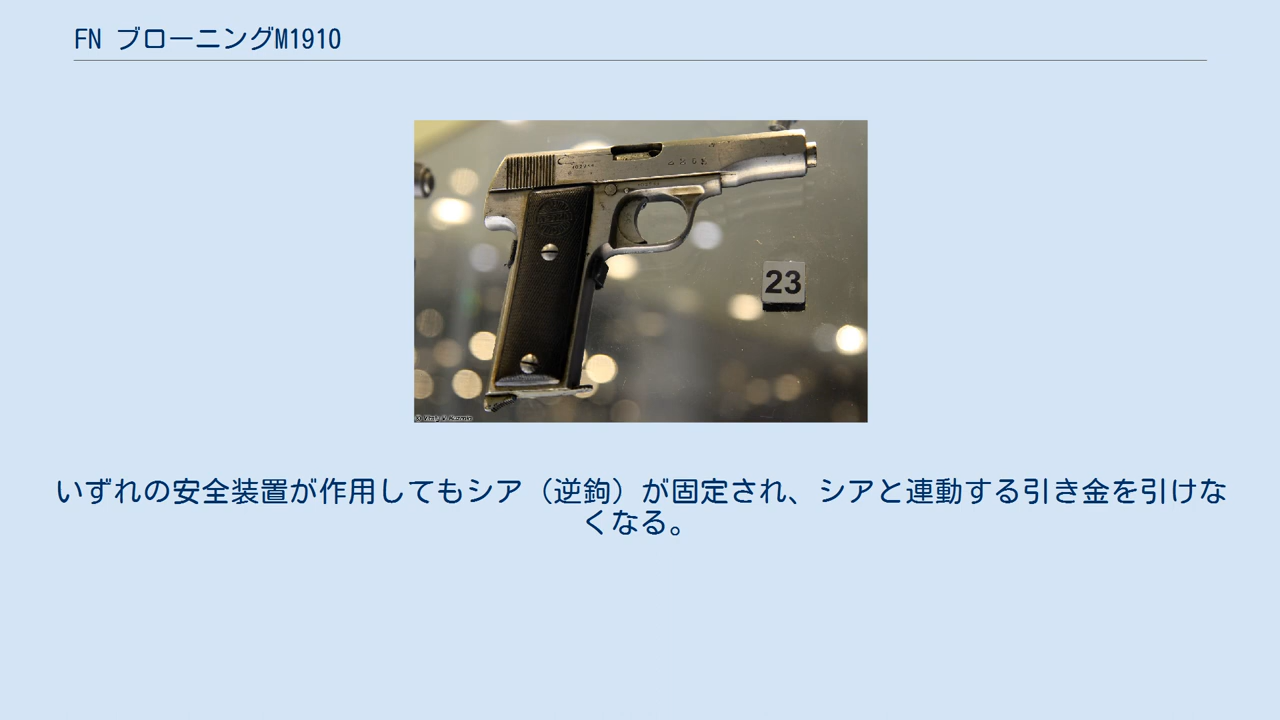 FN ブローニングM1910
23
いずれの安全装置が作用してもシア（逆鉤）が固定され、シアと連動する引き金を引けな
くなる。